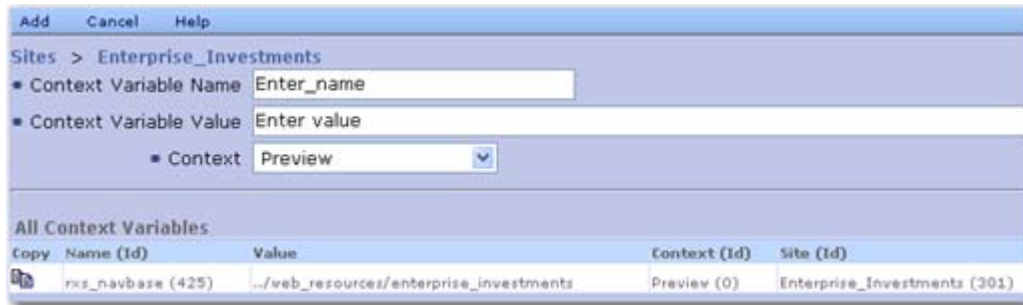 Add Cancel Help
Sites > Enterprise_Investments
Context Variable Name Enter_name
Context Variable Value Enter value
Context Preview
All Context Variables
Copy Name (Id) Value Context (Id) Site (Id)
rxs_navbase (425) ../web_resources/enterprise_investments Preview (0) Enterprise_Investments (301)